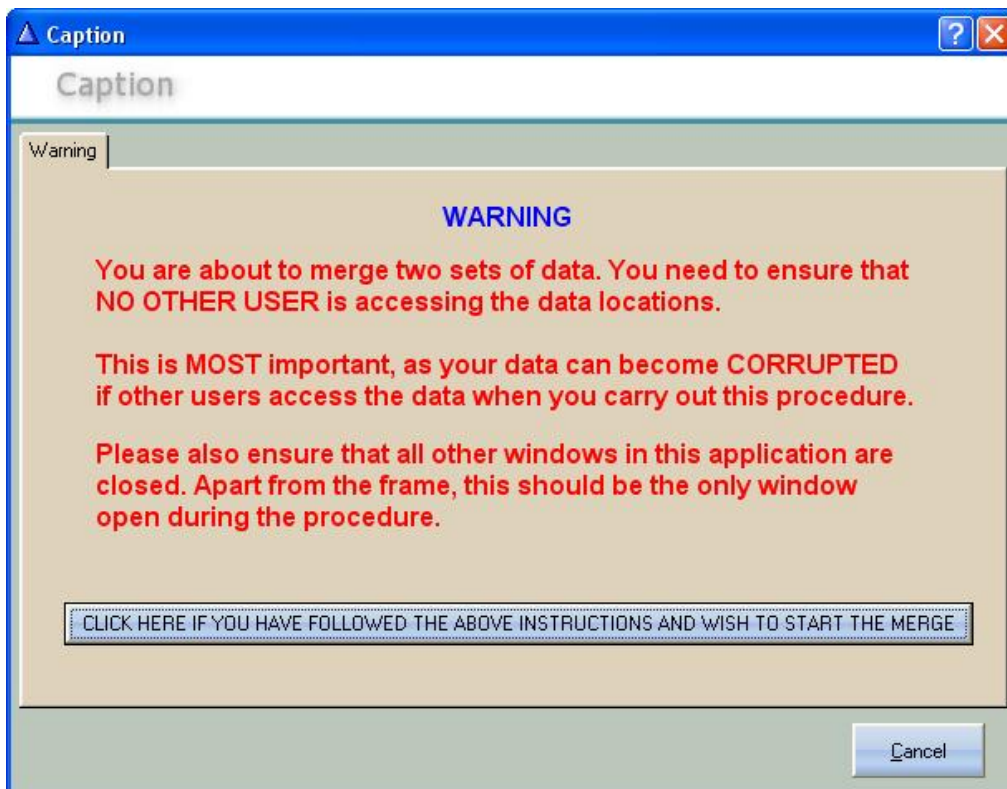 Caption
Caption
Warning
WARNING
You are about to merge two sets of data. You need to ensure that
NO OTHER USER is accessing the data locations.
This is MOST important, as your data can become CORRUPTED
if other users access the data when you carry out this procedure.
Please also ensure that all other windows in this application are
closed. Apart from the frame, this should be the only window
open during the procedure.
CLICK HERE IF YOU HAVE FOLLOWED THE ABOVE INSTRUCTIONS AND WISH TO START THE MERGE
Cancel